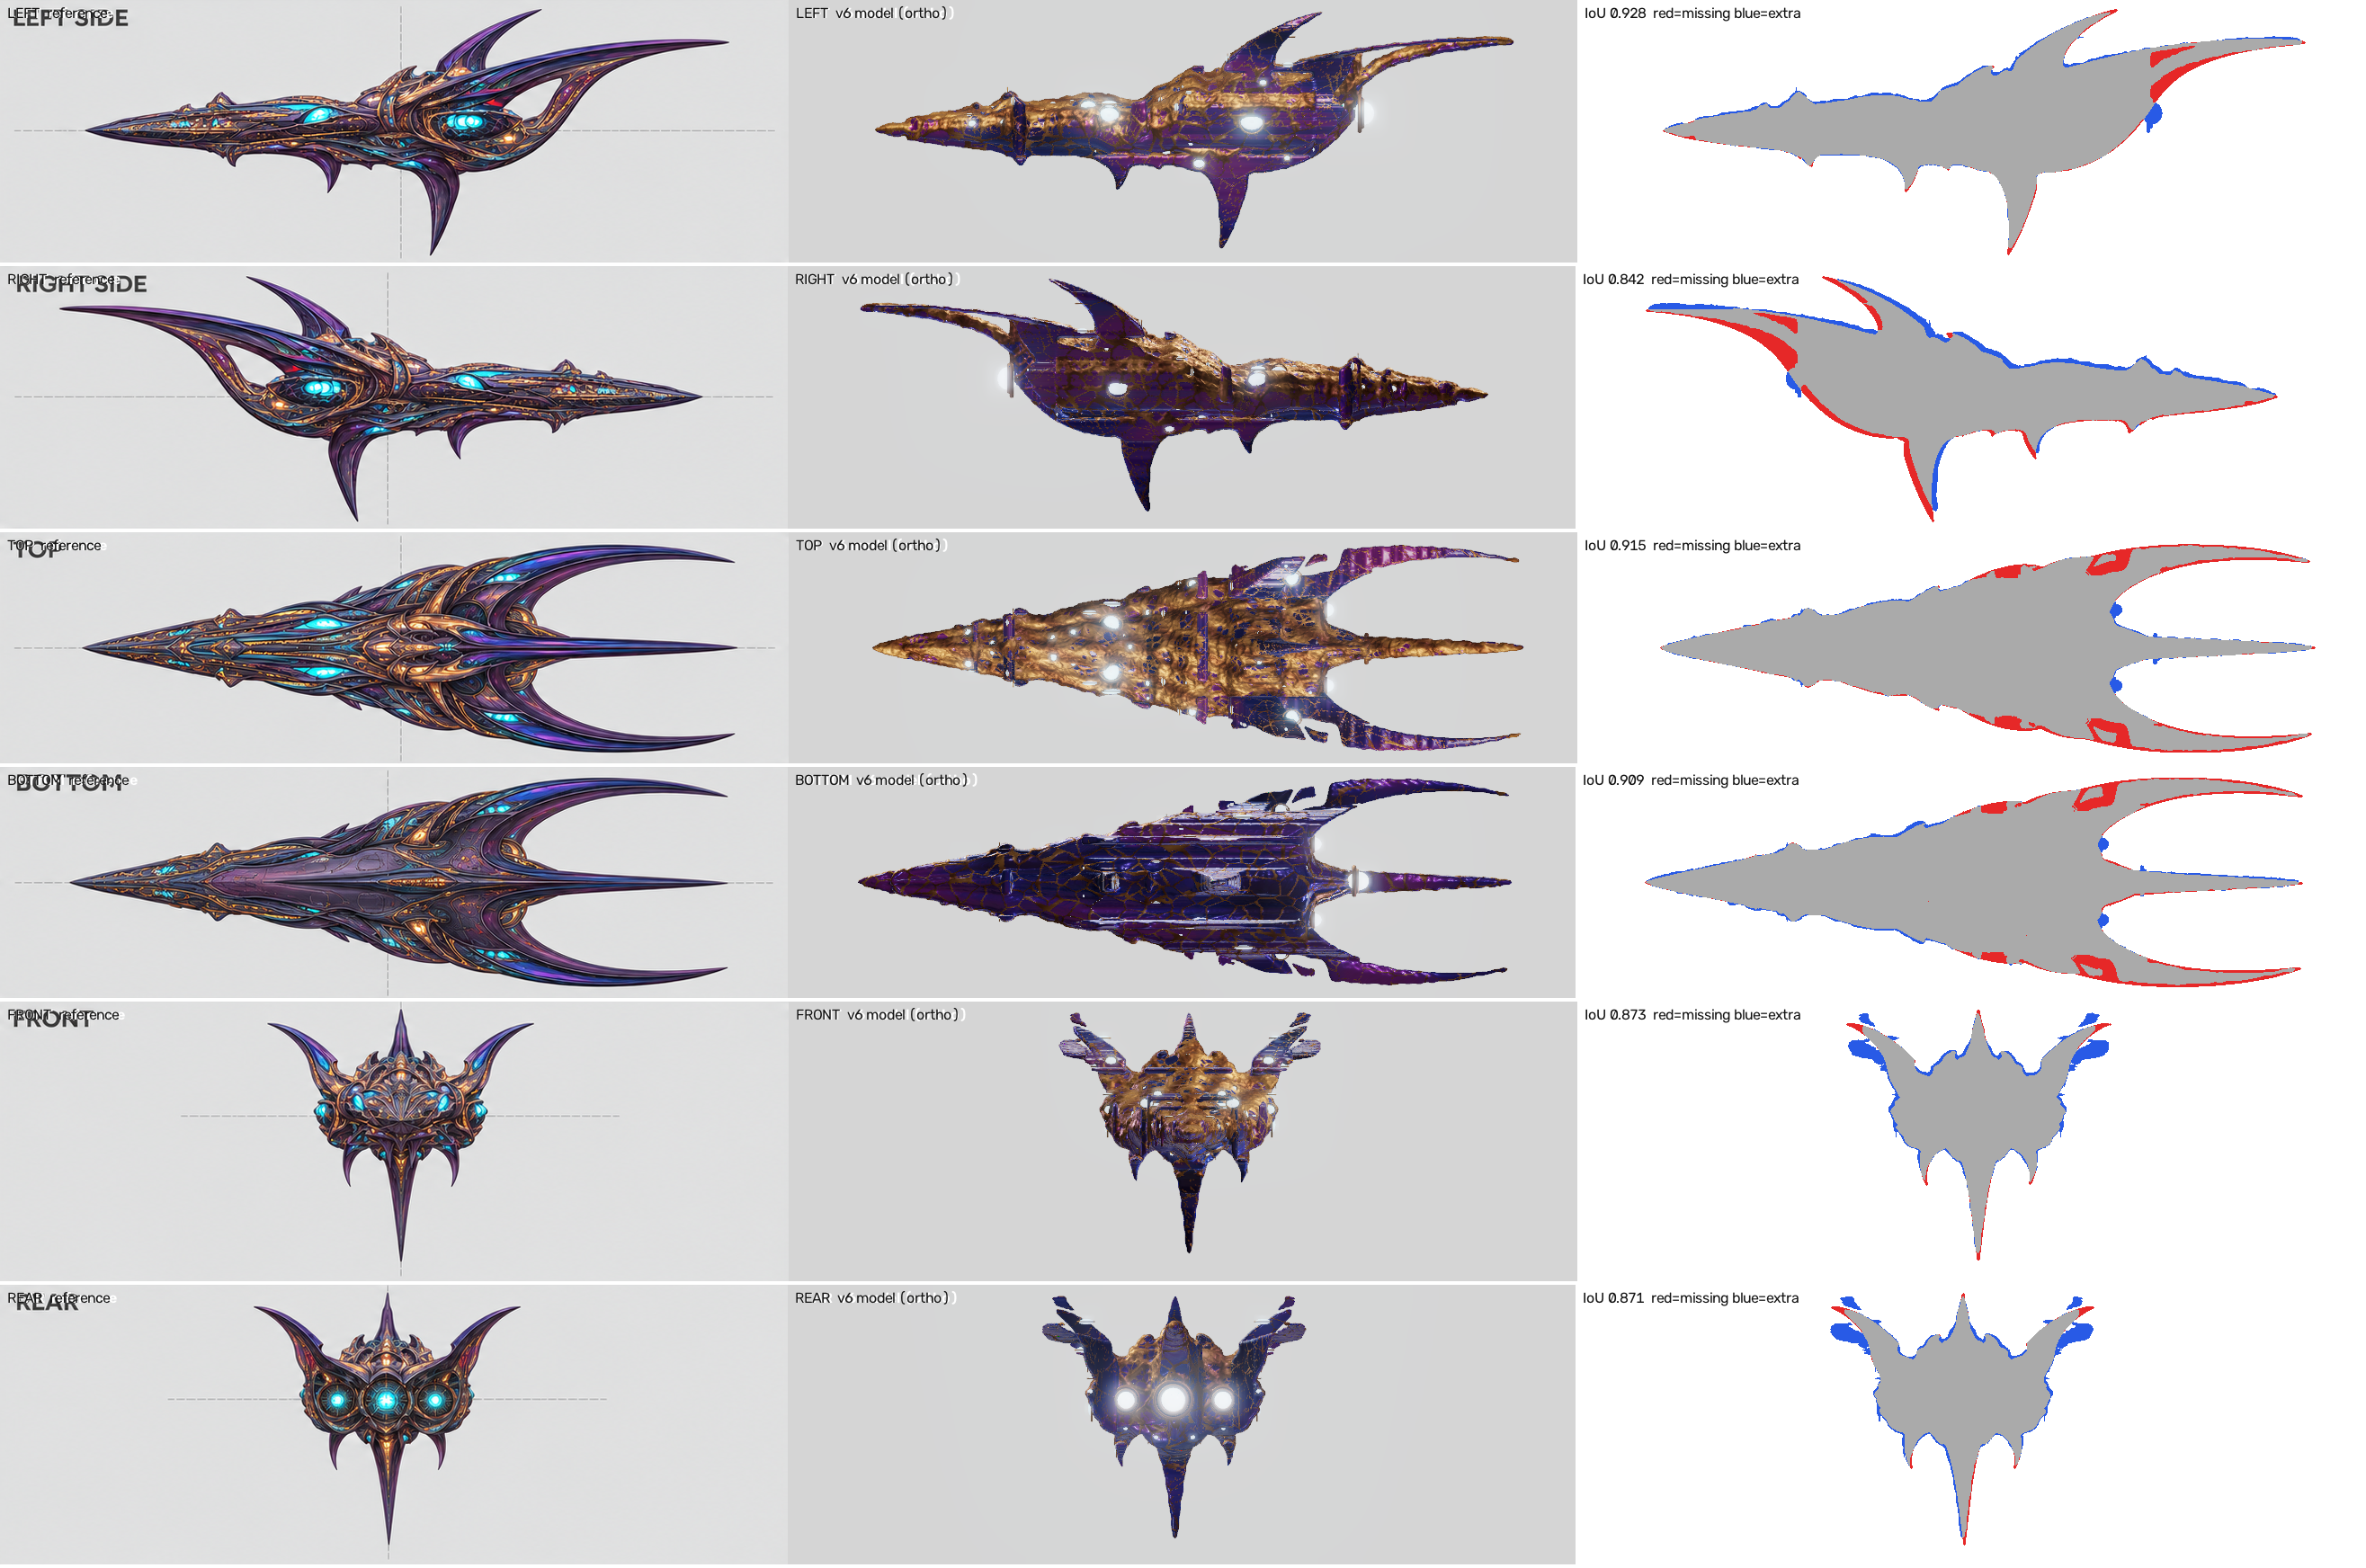 LEFT reference
LEFT SIDE
LEFT v6 model (ortho)
IoU 0.928 red=missing blue=extra
RIGHT reference
RIGHT SIDE
RIGHT v6 model (ortho)
IoU 0.842 red=missing blue=extra
TOP reference
TOP
TOP v6 model (ortho)
IoU 0.915 red=missing blue=extra
BOTTOM reference
BOTTOM
BOTTOM v6 model (ortho)
IoU 0.909 red=missing blue=extra
FRONT reference
FRONT
FRONT v6 model (ortho)
IoU 0.873 red=missing blue=extra
REAR reference
REAR
REAR v6 model (ortho)
IoU 0.871 red=missing blue=extra